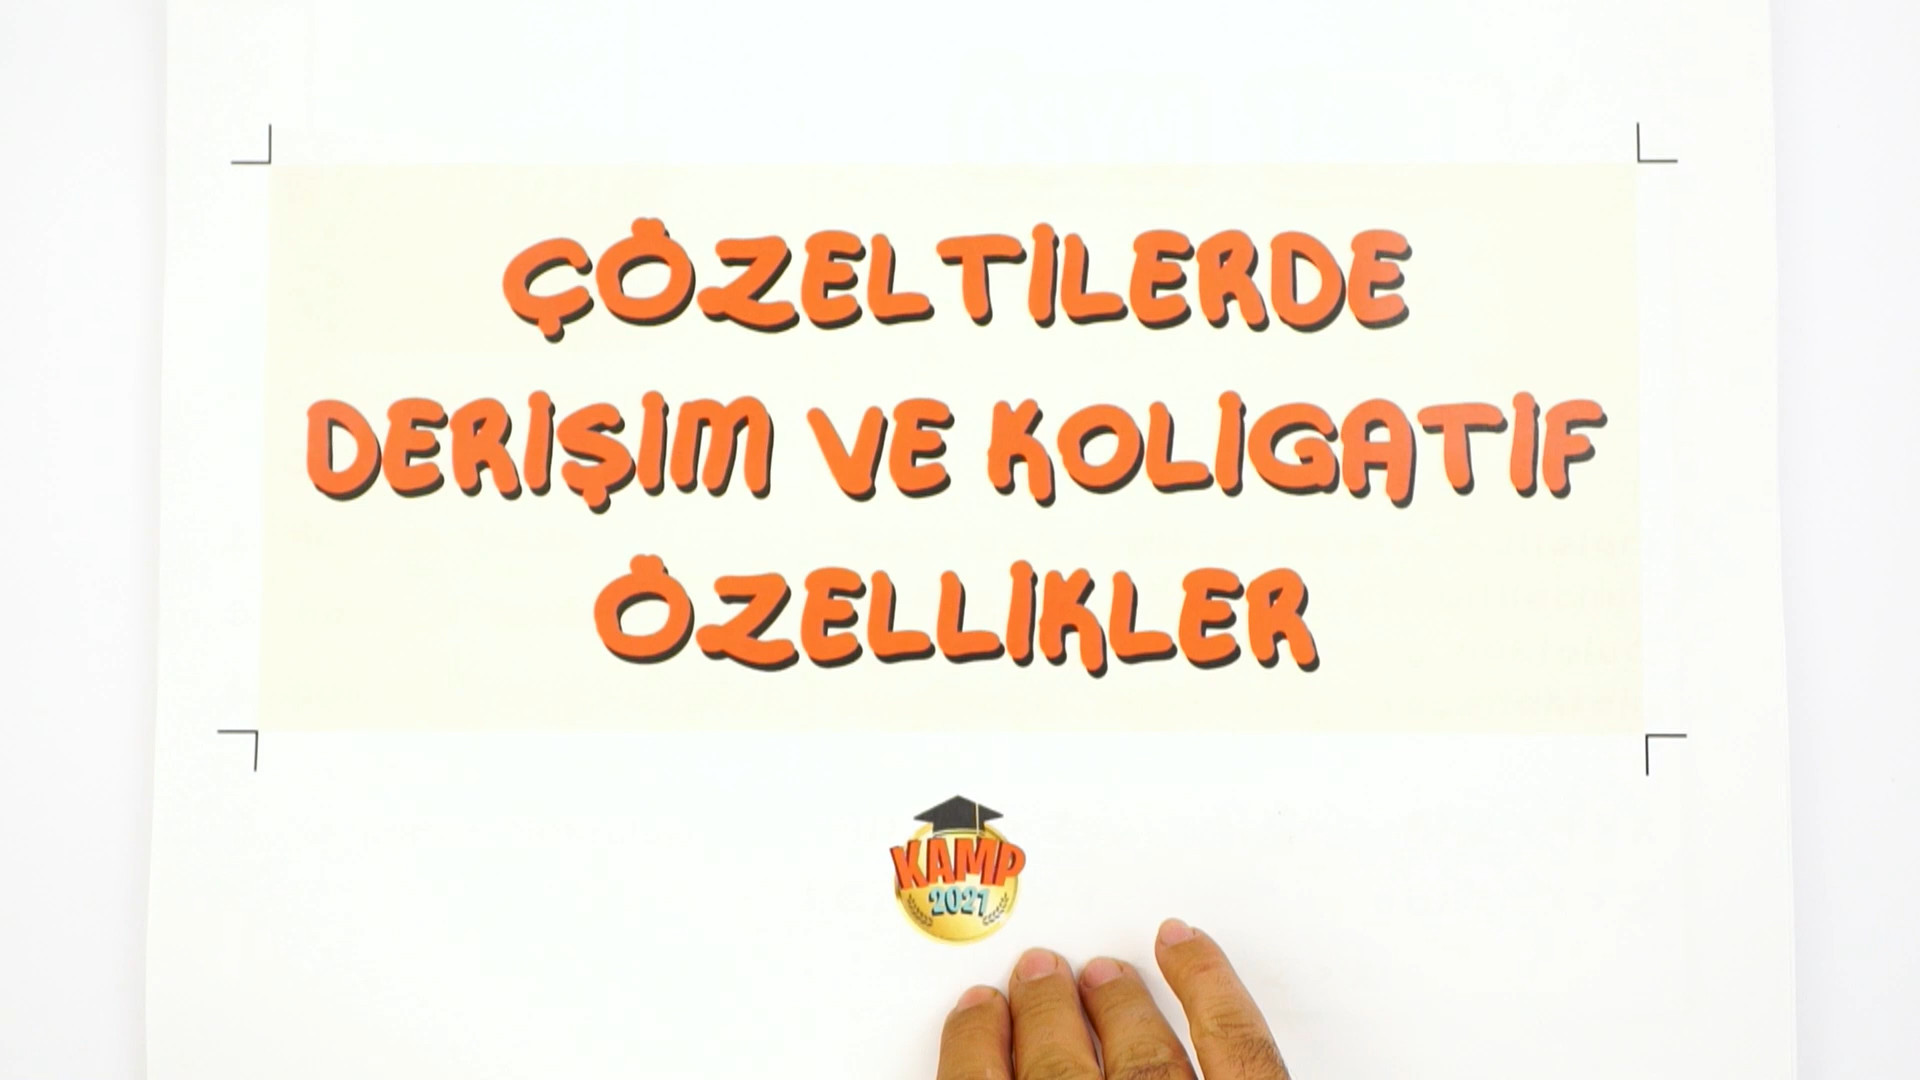 ÇÖZELTİLERDE
DERİŞİM VE KOLİGATİF
ÖZELLİKLER
KAMP
2021